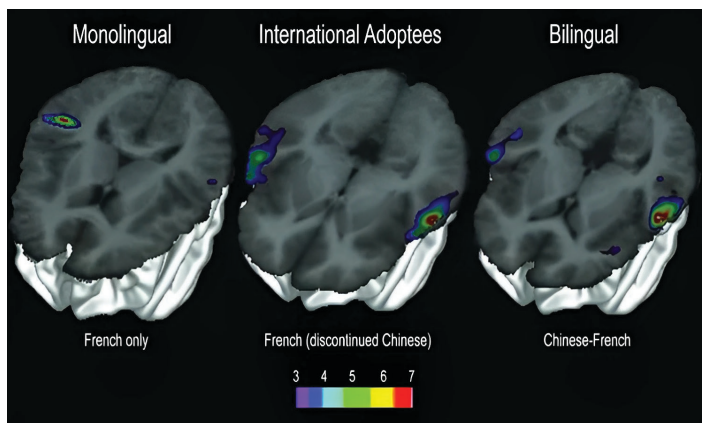 Monolingual
International Adoptees
Bilingual
French only
French (discontinued Chinese)
Chinese-French
3 4 5 6 7